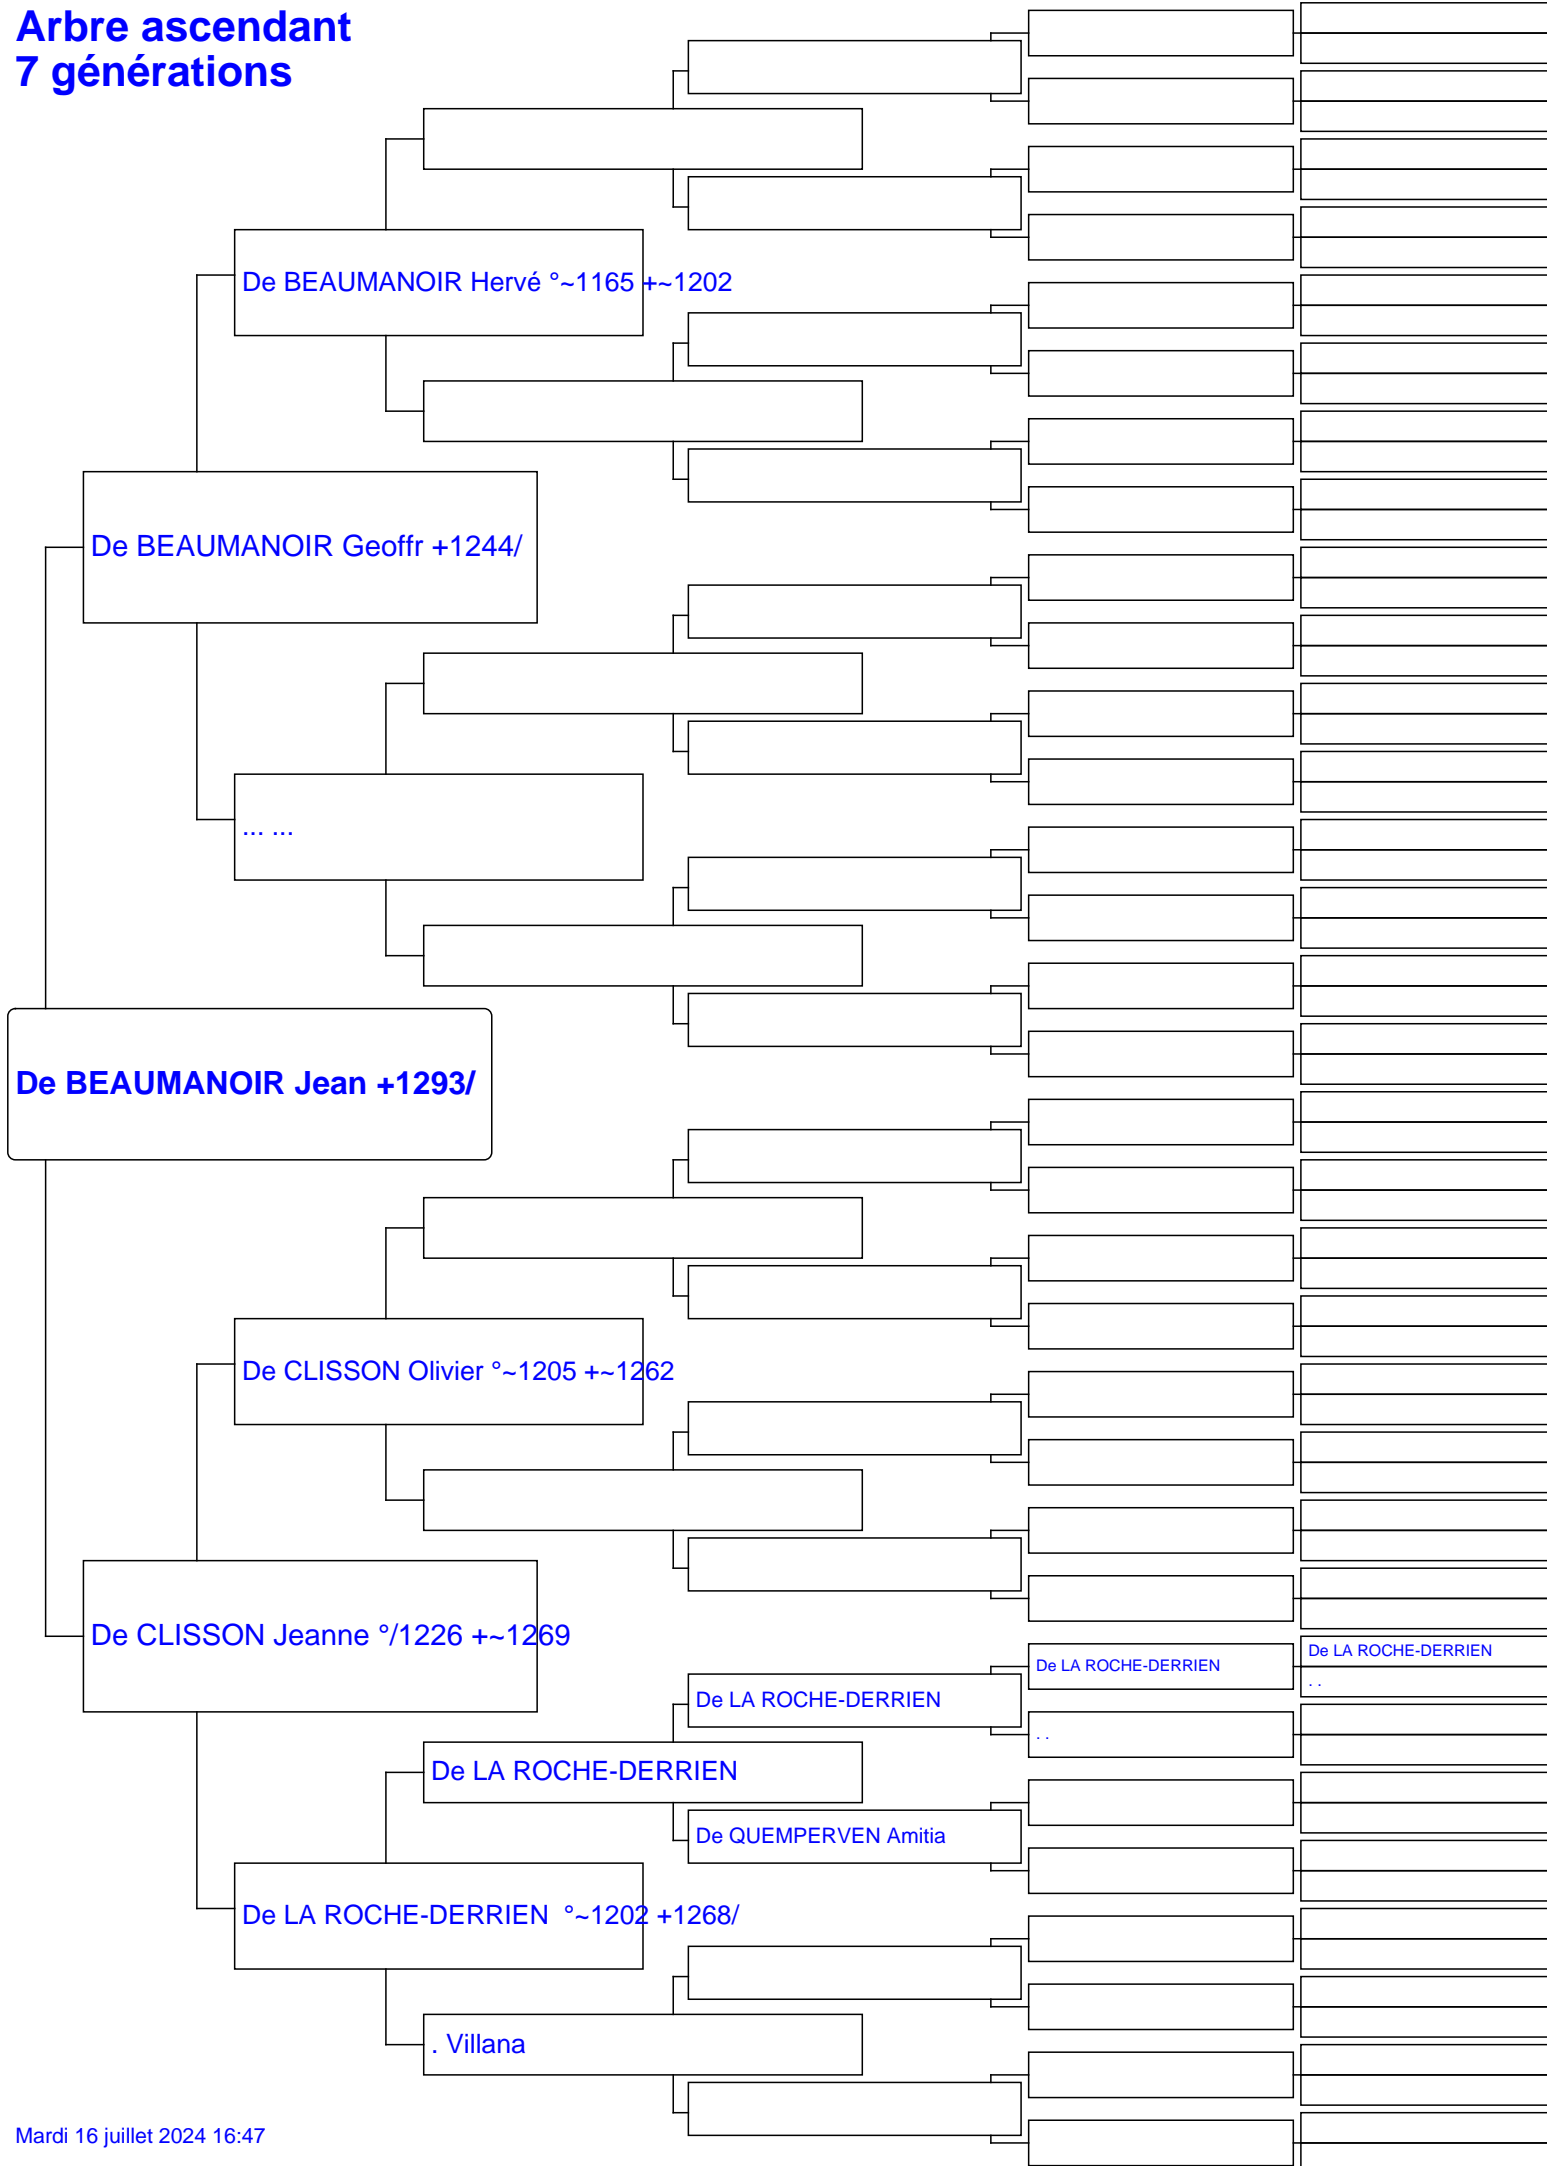 Arbre ascendant
7 générations
De BEAUMANOIR Hervé °~1165 +~1202
De BEAUMANOIR Geoffr +1244/
... ...
De BEAUMANOIR Jean +1293/
De CLISSON Olivier °~1205 +~1262
De CLISSON Jeanne °/1226 +~1269
De LA ROCHE-DERRIEN
De LA ROCHE-DERRIEN
. .
De LA ROCHE-DERRIEN
. .
De LA ROCHE-DERRIEN
De QUEMPERVEN Amitia
De LA ROCHE-DERRIEN  °~1202 +1268/
. Villana
Mardi 16 juillet 2024 16:47